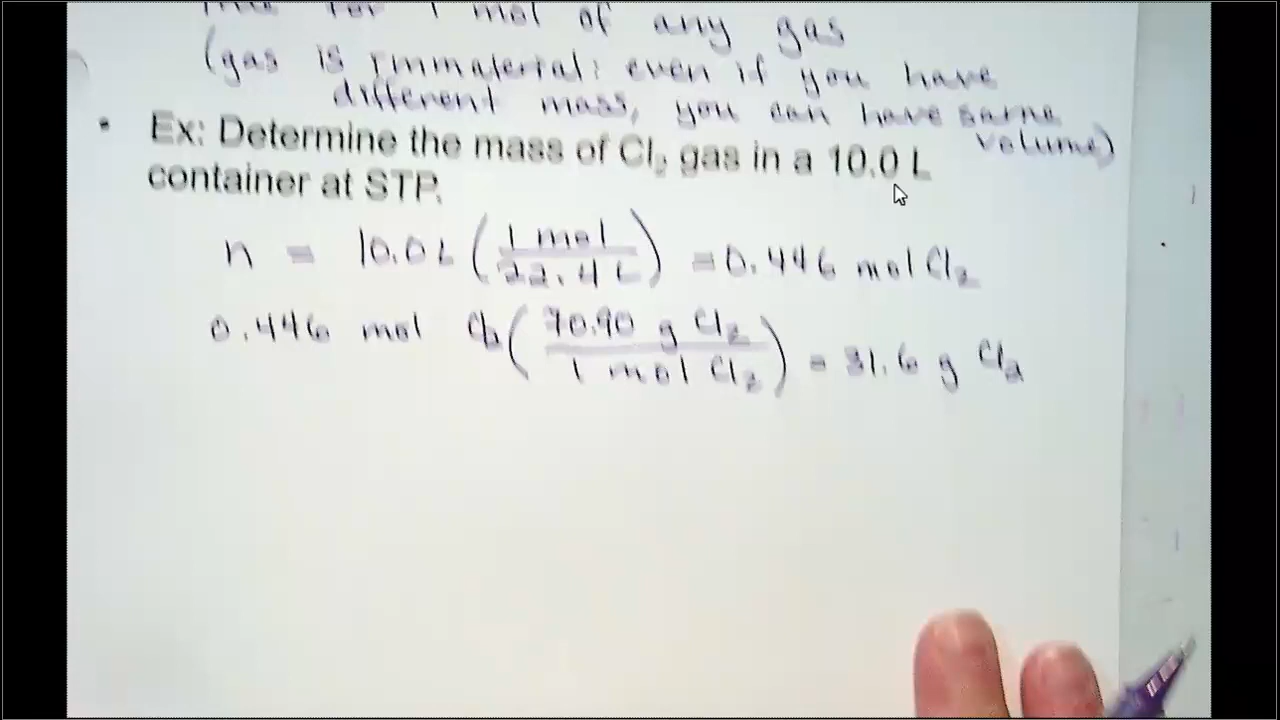 for 1 mol of any gas
(gas is immaterial: even if you have
different mass, you can have same
volume)
• Ex: Determine the mass of Cl₂ gas in a 10.0 L
container at STP.
n = 10.0 L (1 mol / 22.4 L) = 0.446 mol Cl₂
0.446 mol Cl₂ (70.90 g Cl₂ / 1 mol Cl₂) = 31.6 g Cl₂